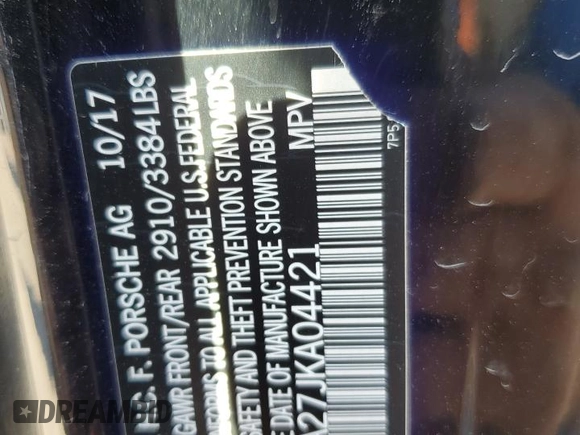 F. PORSCHE AG 10/17
GAWR FRONT/REAR 2910/3384LBS
TO ALL APPLICABLE U.S. FEDERAL
SAFETY AND THEFT PREVENTION STANDARDS
DATE OF MANUFACTURE SHOWN ABOVE
27JKA04421 MPV
7P5
DREAMBID